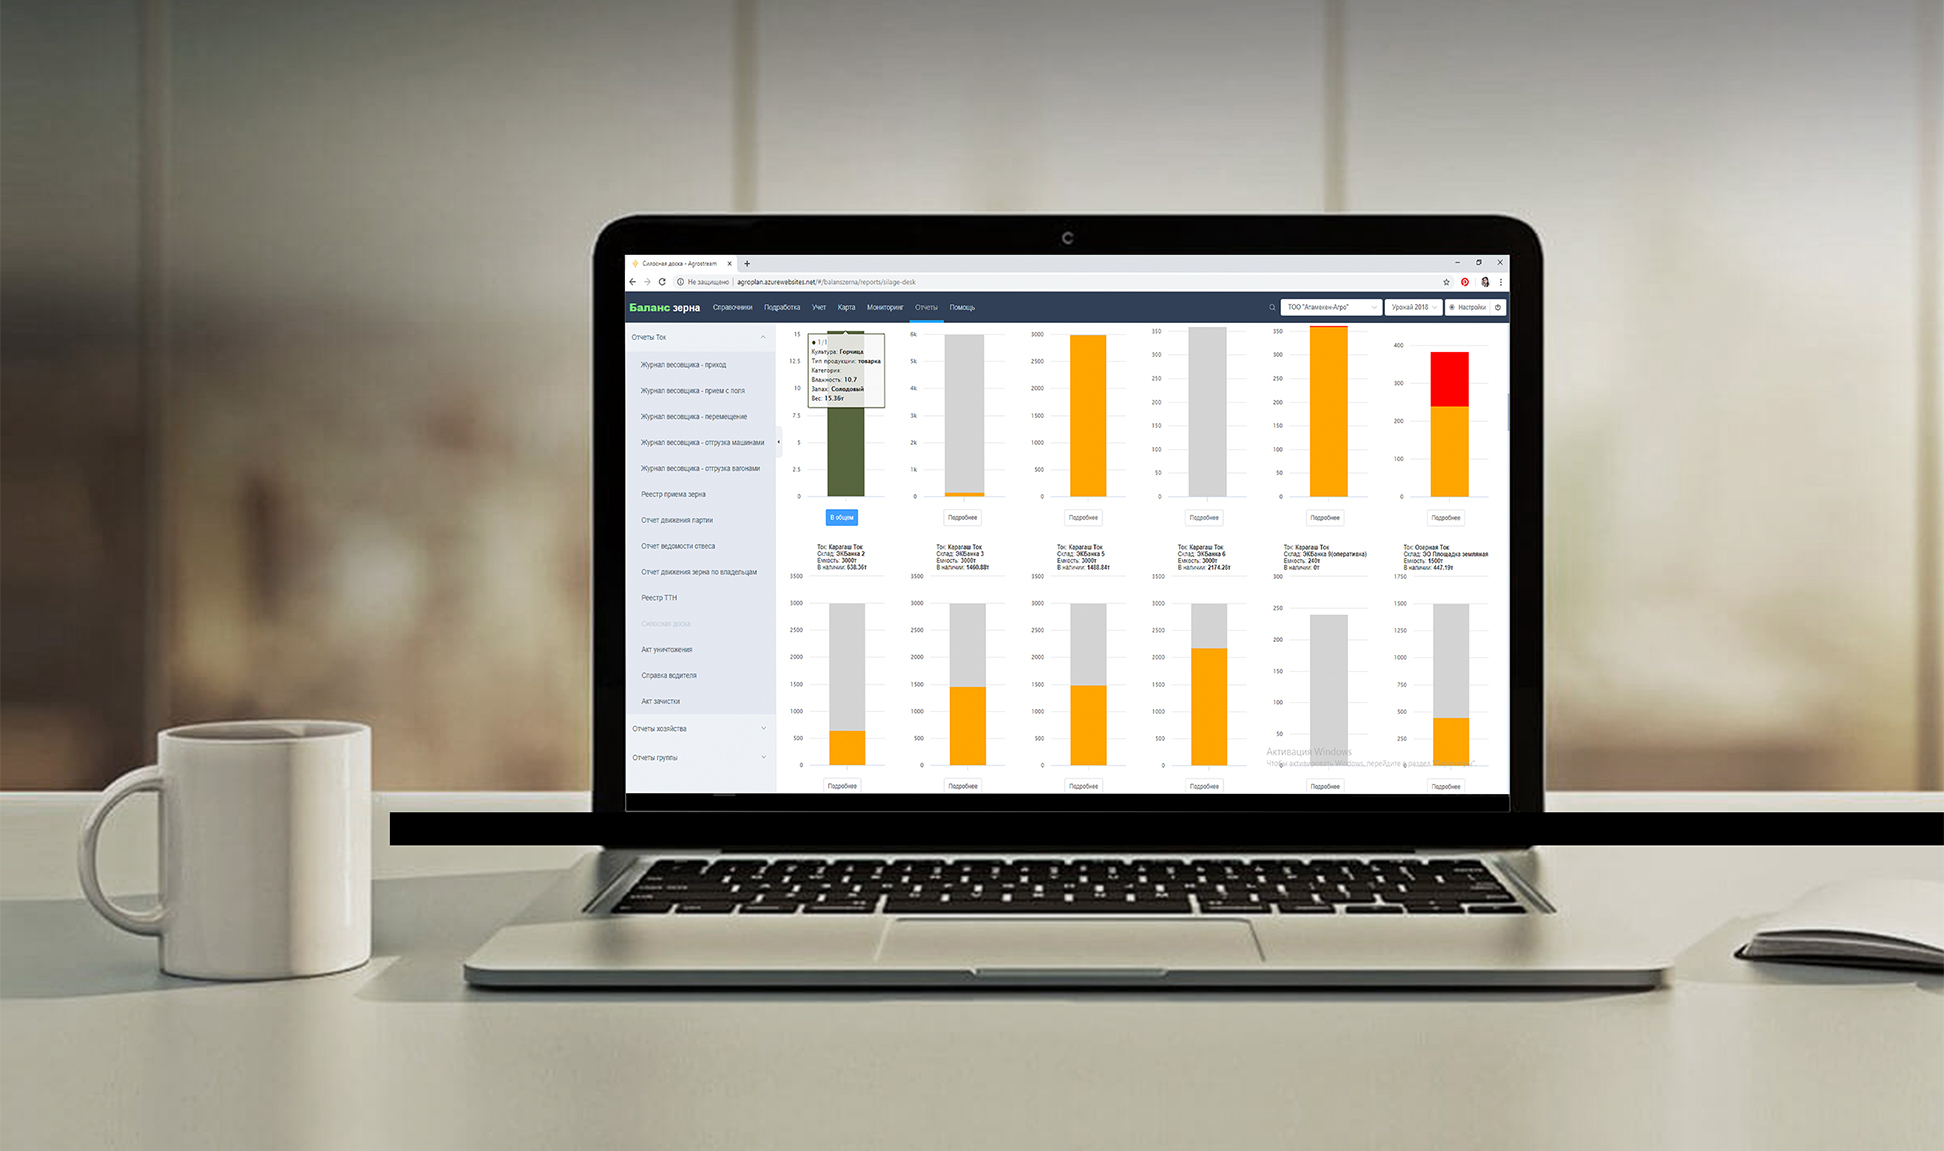 Силосная доска - Agrostream
Не защищено | agroplan.azurewebsites.net/#/balanszerna/reports/silage-desk
Баланс зерна Справочники Подработка Учет Карта Мониторинг Отчеты Помощь ТОО "Атамекен-Агро" Урожай 2018 Настройки
Отчеты Ток
Журнал весовщика - приход
Журнал весовщика - прием с поля
Журнал весовщика - перемещение
Журнал весовщика - отгрузка машинами
Журнал весовщика - отгрузка вагонами
Реестр приема зерна
Отчет движения партии
Отчет ведомости отвеса
Отчет движения зерна по владельцам
Реестр ТТН
Силосная доска
Акт уничтожения
Справка водителя
Акт зачистки
Отчеты хозяйства
Отчеты группы
15
12.5
10
7.5
5
2.5
0
1/1
Культура: Горчица
Тип продукции: товарка
Категория:
Влажность: 10.7
Запах: Солодовый
Вес: 15.36т
В общем
6k
5k
4k
3k
2k
1k
0
Подробнее
3000
2500
2000
1500
1000
500
0
Подробнее
350
300
250
200
150
100
50
0
Подробнее
350
300
250
200
150
100
50
0
Подробнее
400
300
200
100
0
Подробнее
Ток: Карагаш Ток
Склад: ЭКБанка 2
Емкость: 3000т
В наличии: 638.36т
3500
3000
2500
2000
1500
1000
500
0
Подробнее
Ток: Карагаш Ток
Склад: ЭКБанка 3
Емкость: 3000т
В наличии: 1460.88т
3500
3000
2500
2000
1500
1000
500
0
Подробнее
Ток: Карагаш Ток
Склад: ЭКБанка 5
Емкость: 3000т
В наличии: 1488.84т
3500
3000
2500
2000
1500
1000
500
0
Подробнее
Ток: Карагаш Ток
Склад: ЭКБанка 6
Емкость: 3000т
В наличии: 2174.26т
3500
3000
2500
2000
1500
1000
500
0
Подробнее
Ток: Карагаш Ток
Склад: ЭКБанка 9(оперативна)
Емкость: 240т
В наличии: 0т
300
250
200
150
100
50
0
Подробнее
Ток: Озерная Ток
Склад: ЭО Площадка земляная
Емкость: 1500т
В наличии: 447.19т
1750
1500
1250
1000
750
500
250
0
Подробнее
Активация Windows
Чтобы активировать Windows, перейдите в раздел